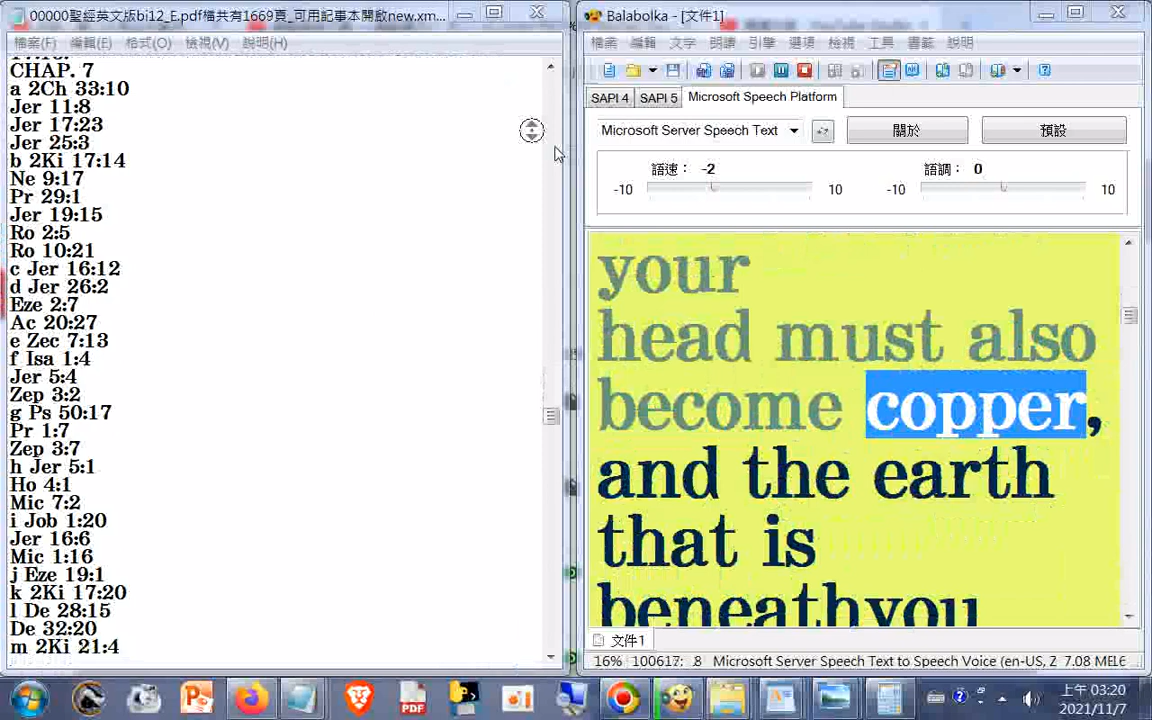 00000聖經英文版bi12_E.pdf檔共有1669頁_可用記事本開啟new.xm...
檔案(F) 編輯(E) 格式(O) 檢視(V) 說明(H)
CHAP. 7
a 2Ch 33:10
Jer 11:8
Jer 17:23
Jer 25:3
b 2Ki 17:14
Ne 9:17
Pr 29:1
Jer 19:15
Ro 2:5
Ro 10:21
c Jer 16:12
d Jer 26:2
Eze 2:7
Ac 20:27
e Zec 7:13
f Isa 1:4
Jer 5:4
Zep 3:2
g Ps 50:17
Pr 1:7
Zep 3:7
h Jer 5:1
Ho 4:1
Mic 7:2
i Job 1:20
Jer 16:6
Mic 1:16
j Eze 19:1
k 2Ki 17:20
l De 28:15
De 32:20
m 2Ki 21:4
Balabolka - [文件1]
檔案 編輯 文字 朗讀 引擎 選項 檢視 工具 書籤 說明
SAPI 4 SAPI 5 Microsoft Speech Platform
Microsoft Server Speech Text 關於 預設
語速： -2 語調： 0
-10 10 -10 10
your
head must also
become copper,
and the earth
that is
beneathyou
文件1
16% 100617: .8 Microsoft Server Speech Text to Speech Voice (en-US, 2 7.08 MEL6
上午 03:20
2021/11/7